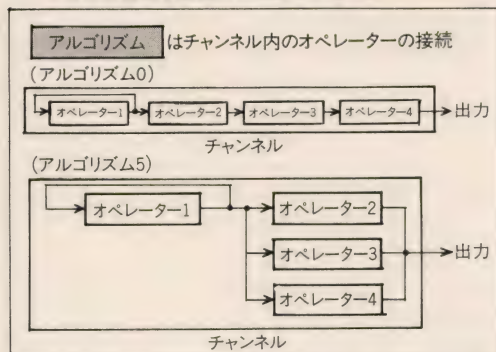 アルゴリズム はチャンネル内のオペレーターの接続
(アルゴリズム0)
オペレーター1 オペレーター2 オペレーター3 オペレーター4 出力
チャンネル
(アルゴリズム5)
オペレーター1 オペレーター2
オペレーター3 出力
オペレーター4
チャンネル